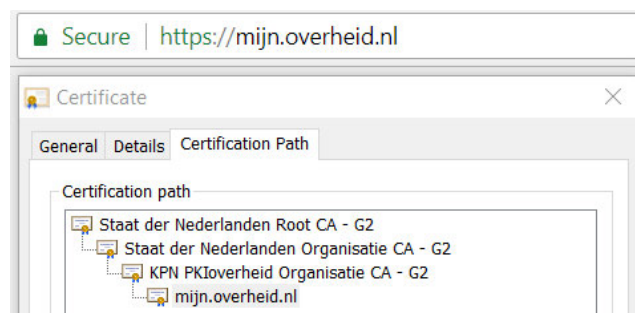 Secure | https://mijn.overheid.nl
Certificate
General Details Certification Path
Certification path
Staat der Nederlanden Root CA - G2
Staat der Nederlanden Organisatie CA - G2
KPN PKIoverheid Organisatie CA - G2
mijn.overheid.nl